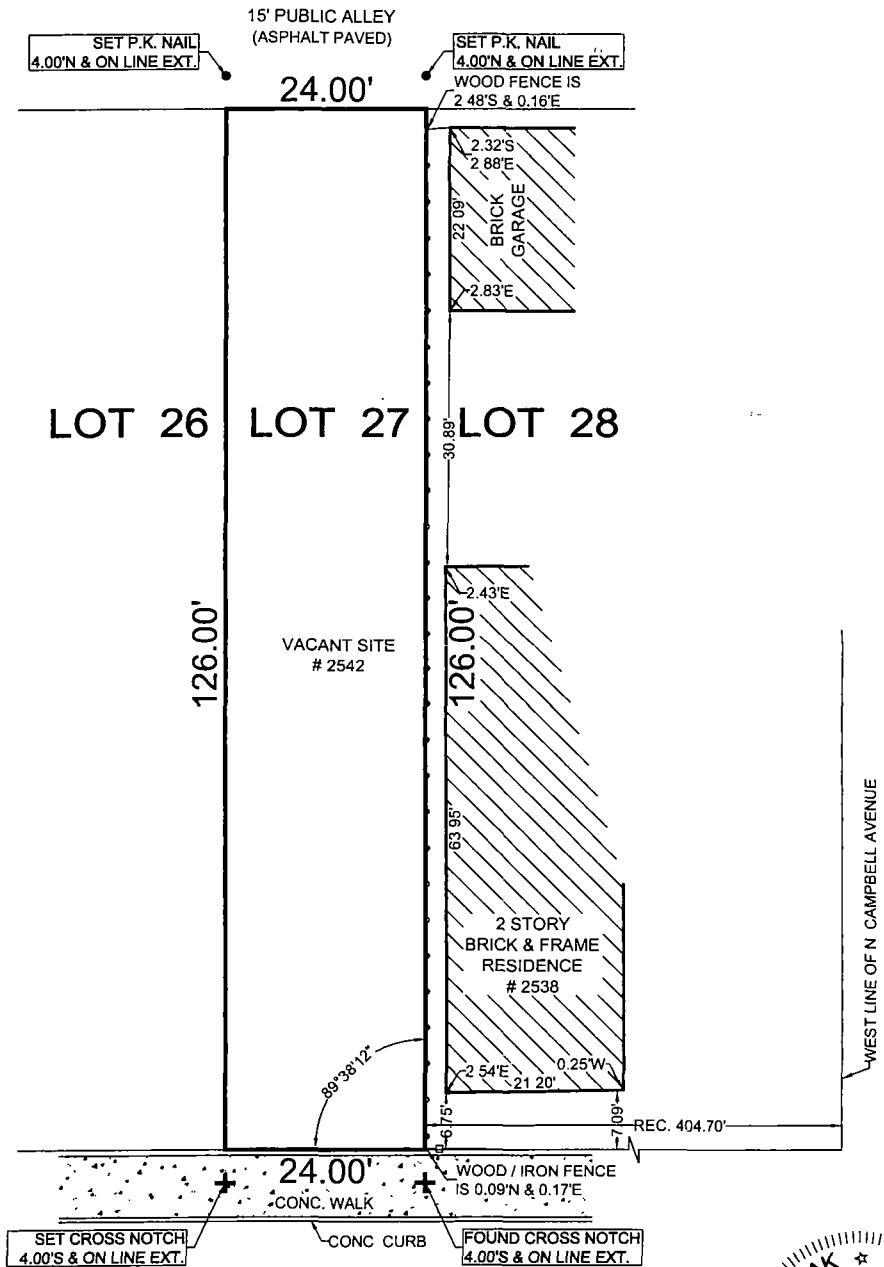 15' PUBLIC ALLEY
(ASPHALT PAVED)
SET P.K. NAIL
4.00'N & ON LINE EXT.
SET P.K. NAIL
4.00'N & ON LINE EXT.
24.00'
WOOD FENCE IS
2 48'S & 0.16'E
2.32'S
2 88'E
22 09'
BRICK
GARAGE
2.83'E
LOT 26
LOT 27
LOT 28
30.89'
2.43'E
126.00'
126.00'
VACANT SITE
# 2542
63 95'
2 STORY
BRICK & FRAME
RESIDENCE
# 2538
WEST LINE OF N CAMPBELL AVENUE
89°38'12"
2 54'E
0.25'W
21 20'
6.75'
7.09'
REC. 404.70'
24.00'
CONC. WALK
WOOD / IRON FENCE
IS 0.09'N & 0.17'E
SET CROSS NOTCH
4.00'S & ON LINE EXT.
CONC CURB
FOUND CROSS NOTCH
4.00'S & ON LINE EXT.